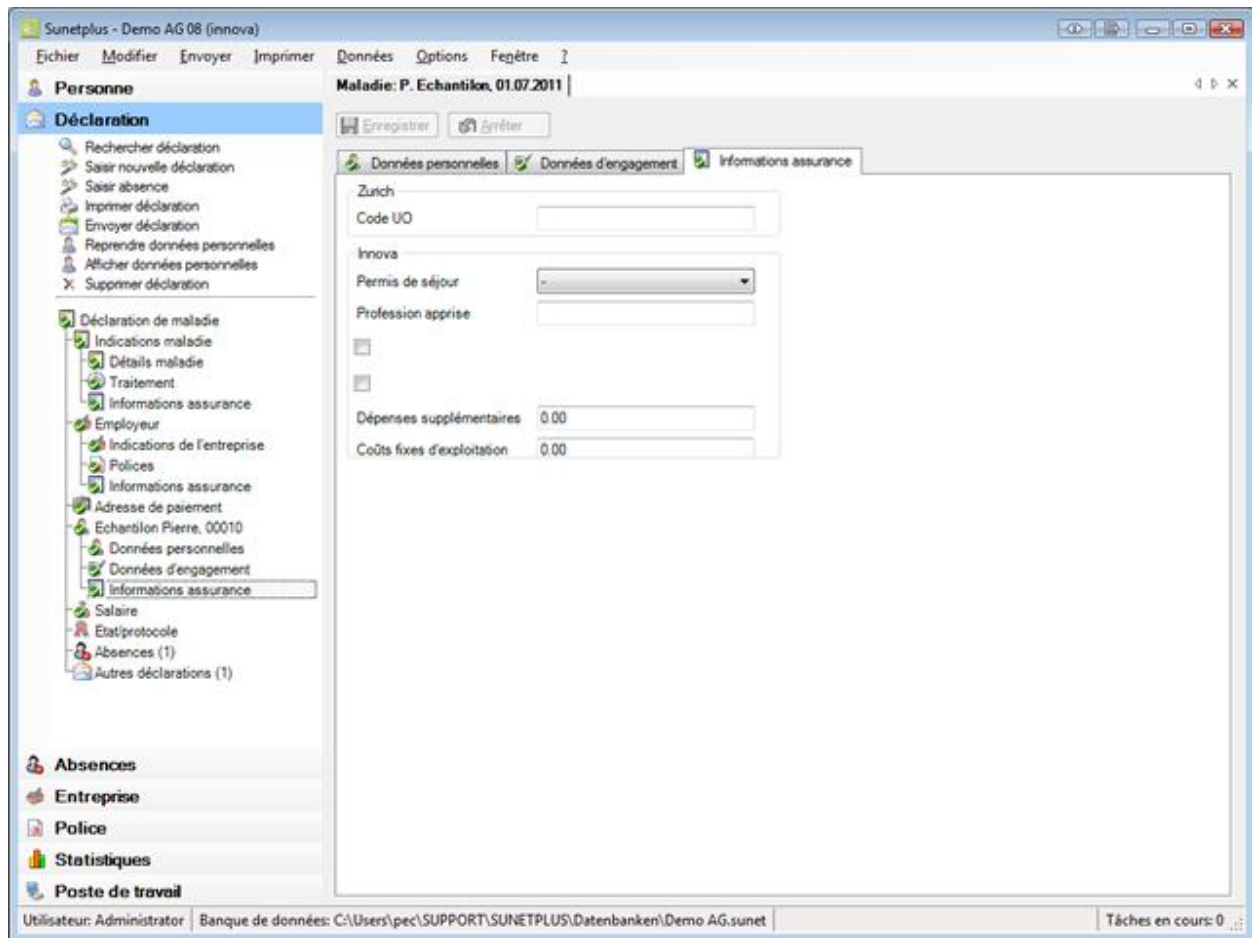 Sunetplus - Demo AG 08 (innova)
Fichier Modifier Envoyer Imprimer Données Options Fenêtre ?
Personne
Déclaration
Rechercher déclaration
Saisir nouvelle déclaration
Saisir absence
Imprimer déclaration
Envoyer déclaration
Reprendre données personnelles
Afficher données personnelles
Supprimer déclaration
Déclaration de maladie
Indications maladie
Détails maladie
Traitement
Informations assurance
Employeur
Indications de l'entreprise
Polices
Informations assurance
Adresse de paiement
Echantilon Pierre, 00010
Données personnelles
Données d'engagement
Informations assurance
Salaire
Etat/protocole
Absences (1)
Autres déclarations (1)
Absences
Entreprise
Police
Statistiques
Poste de travail
Maladie: P. Echantilon, 01.07.2011
Enregistrer Arrêter
Données personnelles Données d'engagement Informations assurance
Zurich
Code UO
Innova
Permis de séjour -
Profession apprise
Dépenses supplémentaires 0.00
Coûts fixes d'exploitation 0.00
Utilisateur: Administrator Banque de données: C:\Users\pec\SUPPORT\SUNETPLUS\Datenbanken\Demo AG.sunet Tâches en cours: 0